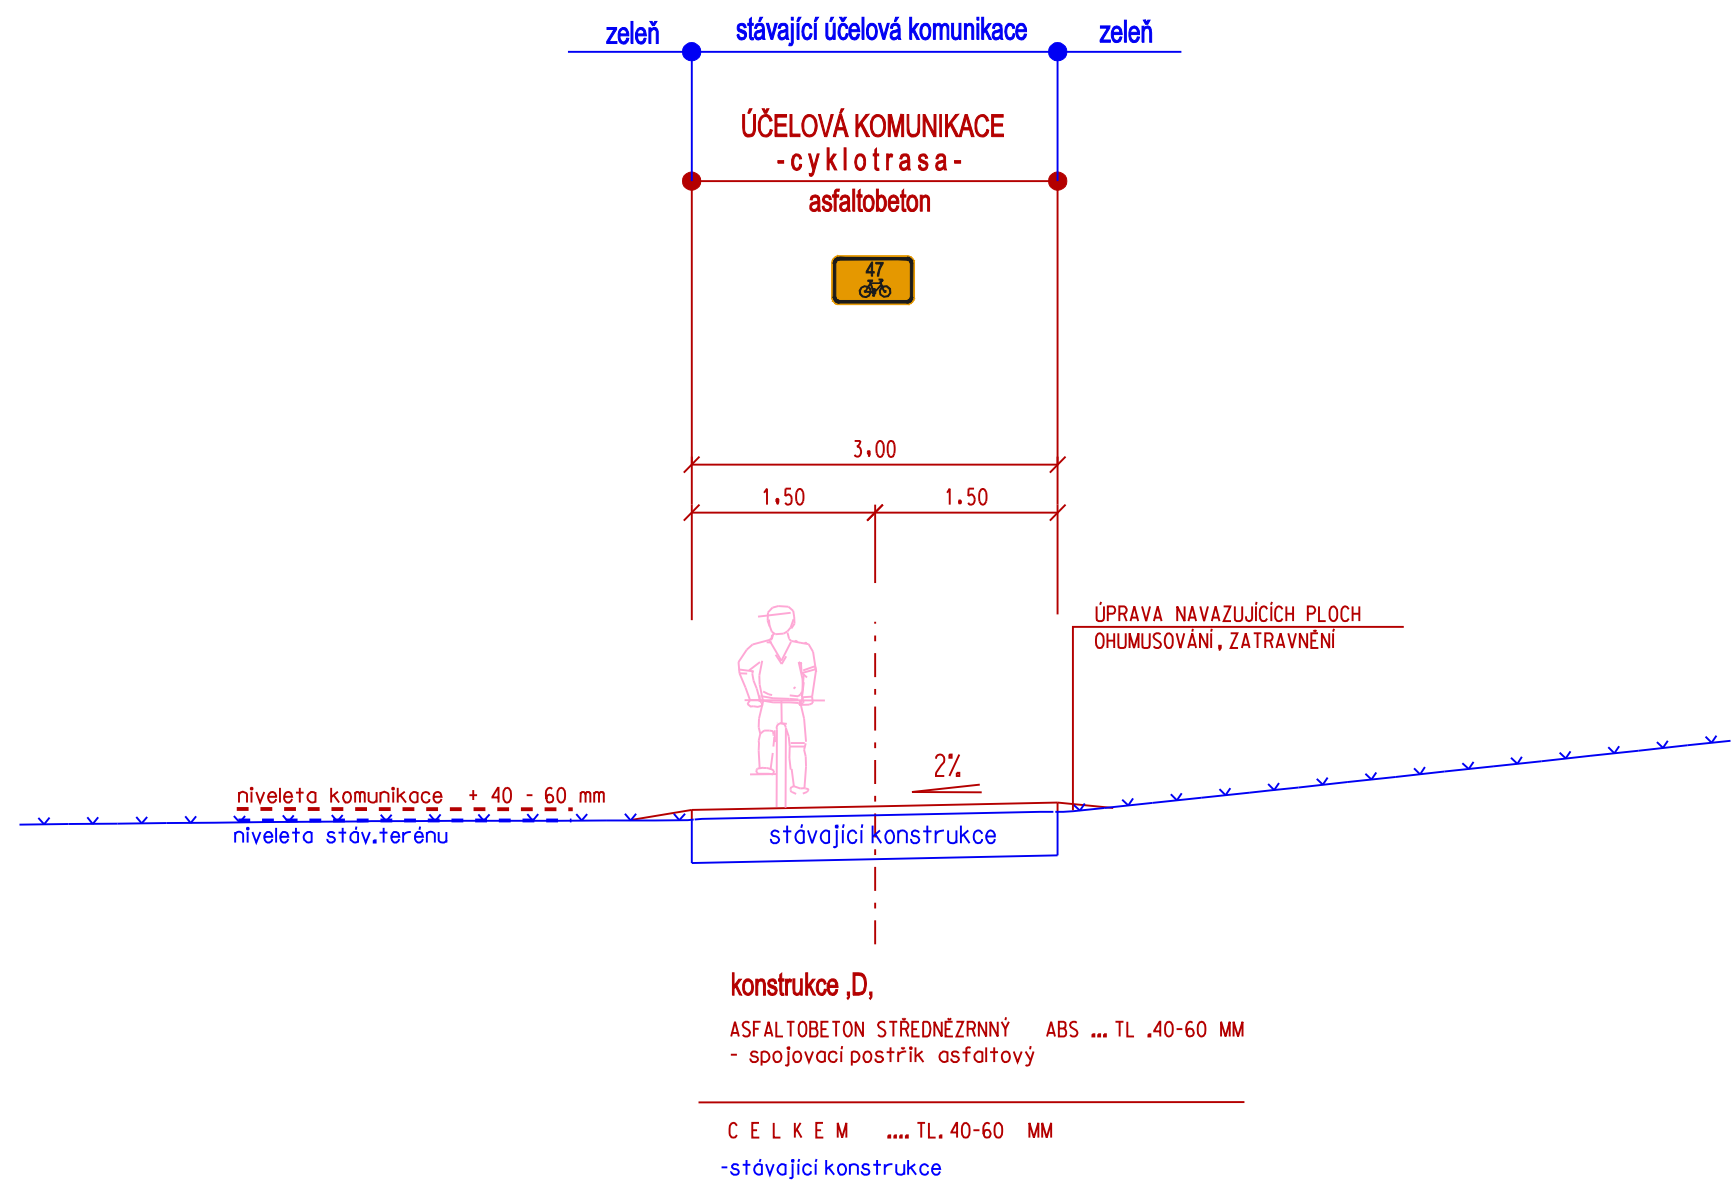 zeleň
stávající účelová komunikace
zeleň
ÚČELOVÁ KOMUNIKACE
-cyklotrasa-
asfaltobeton
47
3.00
1.50
1.50
ÚPRAVA NAVAZUJÍCÍCH PLOCH
OHUMUSOVÁNÍ, ZATRAVNĚNÍ
2%
niveleta komunikace + 40 - 60 mm
niveleta stáv.terénu
stávající konstrukce
konstrukce ,D,
ASFALTOBETON STŘEDNĚZRNNÝ ABS ... TL .40-60 MM
- spojovací postřik asfaltový
C E L K E M .... TL. 40-60 MM
-stávající konstrukce